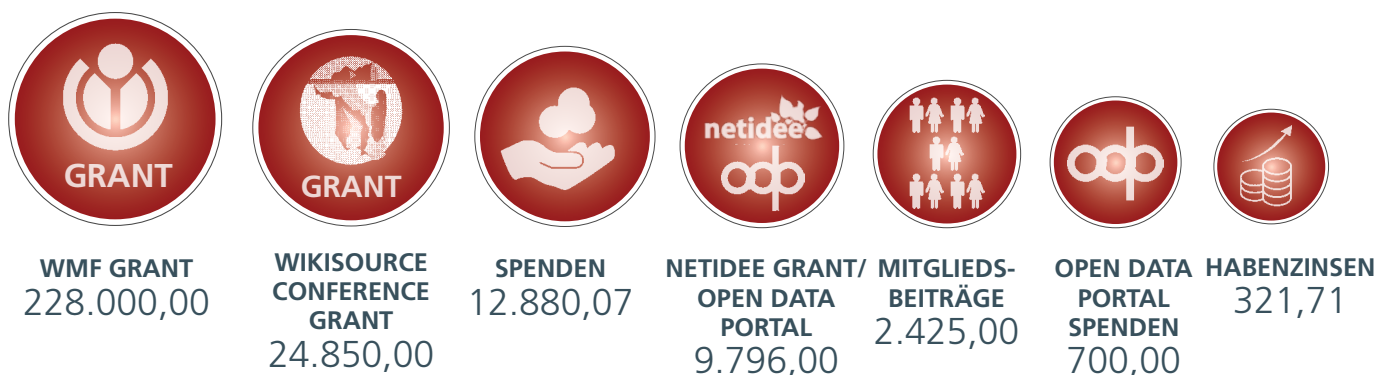 GRANT
WMF GRANT
228.000,00
GRANT
WIKISOURCE
CONFERENCE
GRANT
24.850,00
SPENDEN
12.880,07
netidee
odp
NETIDEE GRANT/
OPEN DATA
PORTAL
9.796,00
MITGLIEDS-
BEITRÄGE
2.425,00
odp
OPEN DATA
PORTAL
SPENDEN
700,00
HABENZINSEN
321,71